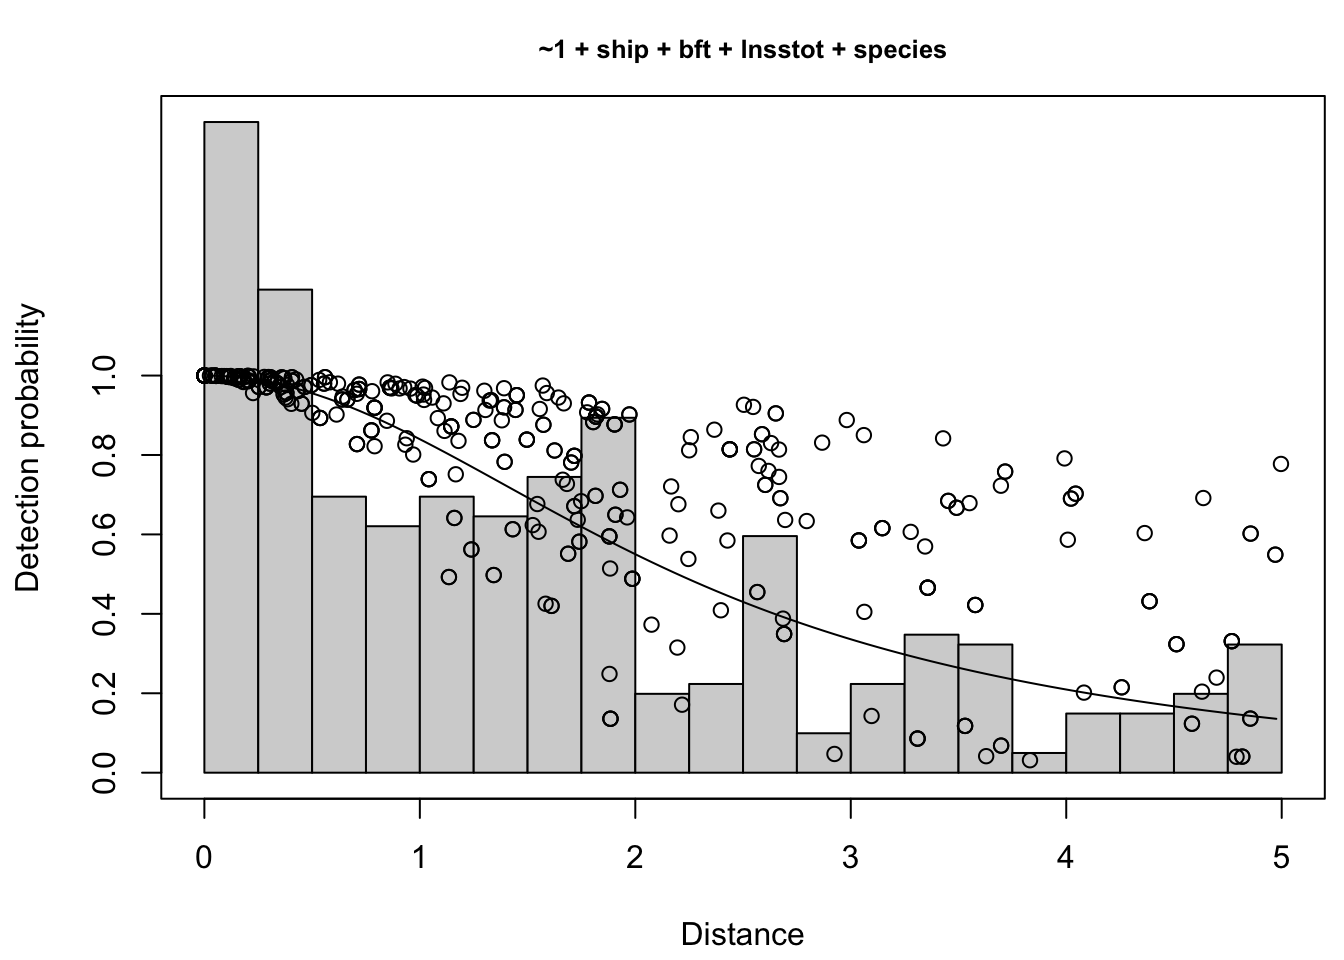 ~1 + ship + bft + lnsstot + species
Detection probability
1.0
0.8
0.6
0.4
0.2
0.0
0 1 2 3 4 5
Distance